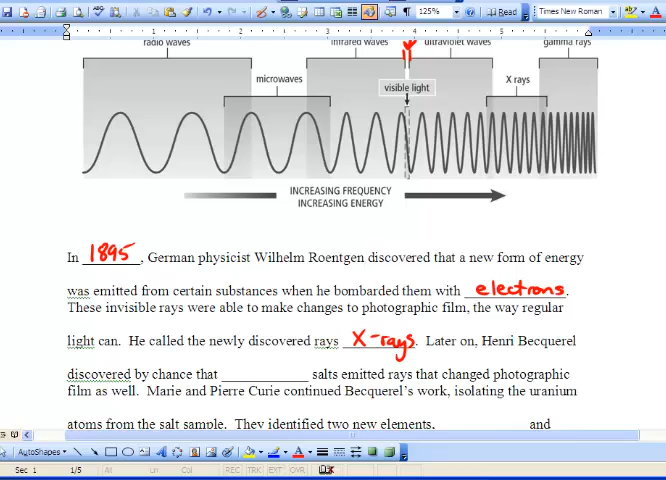 125%
Read
Times New Roman
radio waves
infrared waves
ultraviolet waves
gamma rays
microwaves
X rays
visible light
INCREASING FREQUENCY
INCREASING ENERGY
In 1895, German physicist Wilhelm Roentgen discovered that a new form of energy
was emitted from certain substances when he bombarded them with electrons.
These invisible rays were able to make changes to photographic film, the way regular
light can. He called the newly discovered rays X-rays. Later on, Henri Becquerel
discovered by chance that ____________ salts emitted rays that changed photographic
film as well. Marie and Pierre Curie continued Becquerel's work, isolating the uranium
atoms from the salt sample. They identified two new elements, ____________ and
AutoShapes
Sec 1 1/5 At Ln Col REC TRK EXT OVR